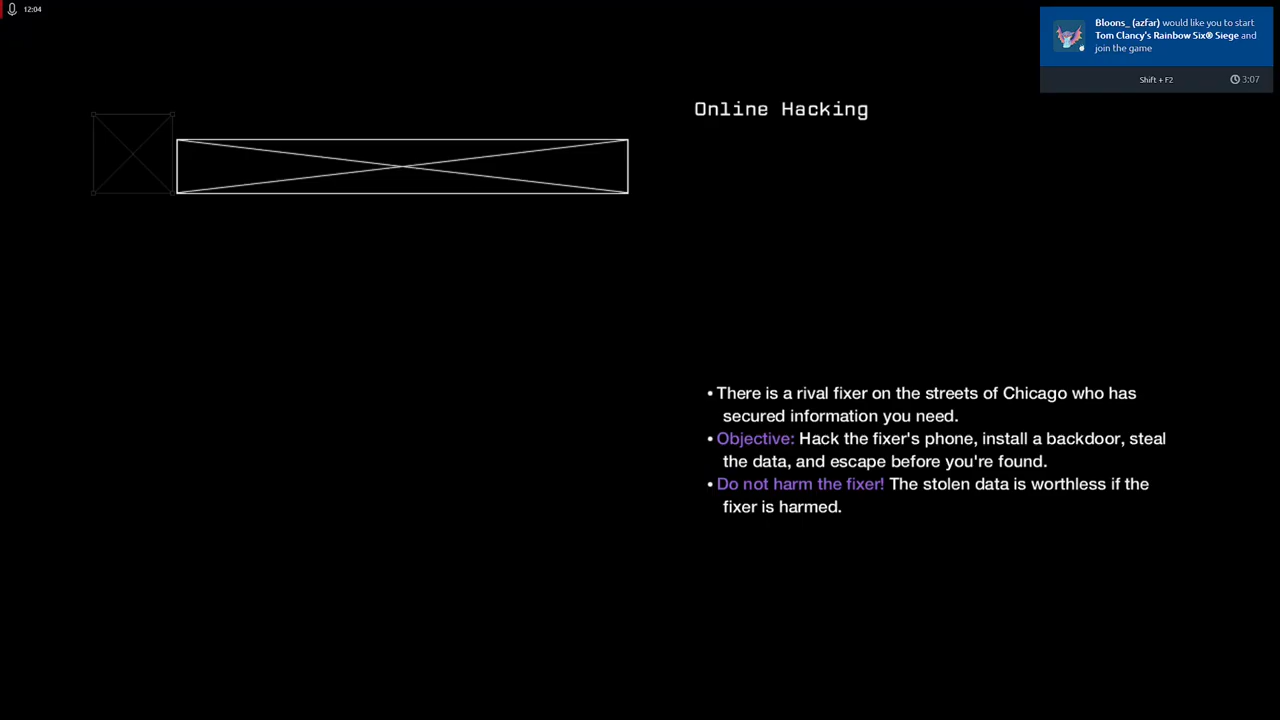 12:04
Bloons_ (azfar) would like you to start
Tom Clancy's Rainbow Six® Siege and
join the game
Shift + F2
3:07
Online Hacking
• There is a rival fixer on the streets of Chicago who has
secured information you need.
• Objective: Hack the fixer's phone, install a backdoor, steal
the data, and escape before you're found.
• Do not harm the fixer! The stolen data is worthless if the
fixer is harmed.